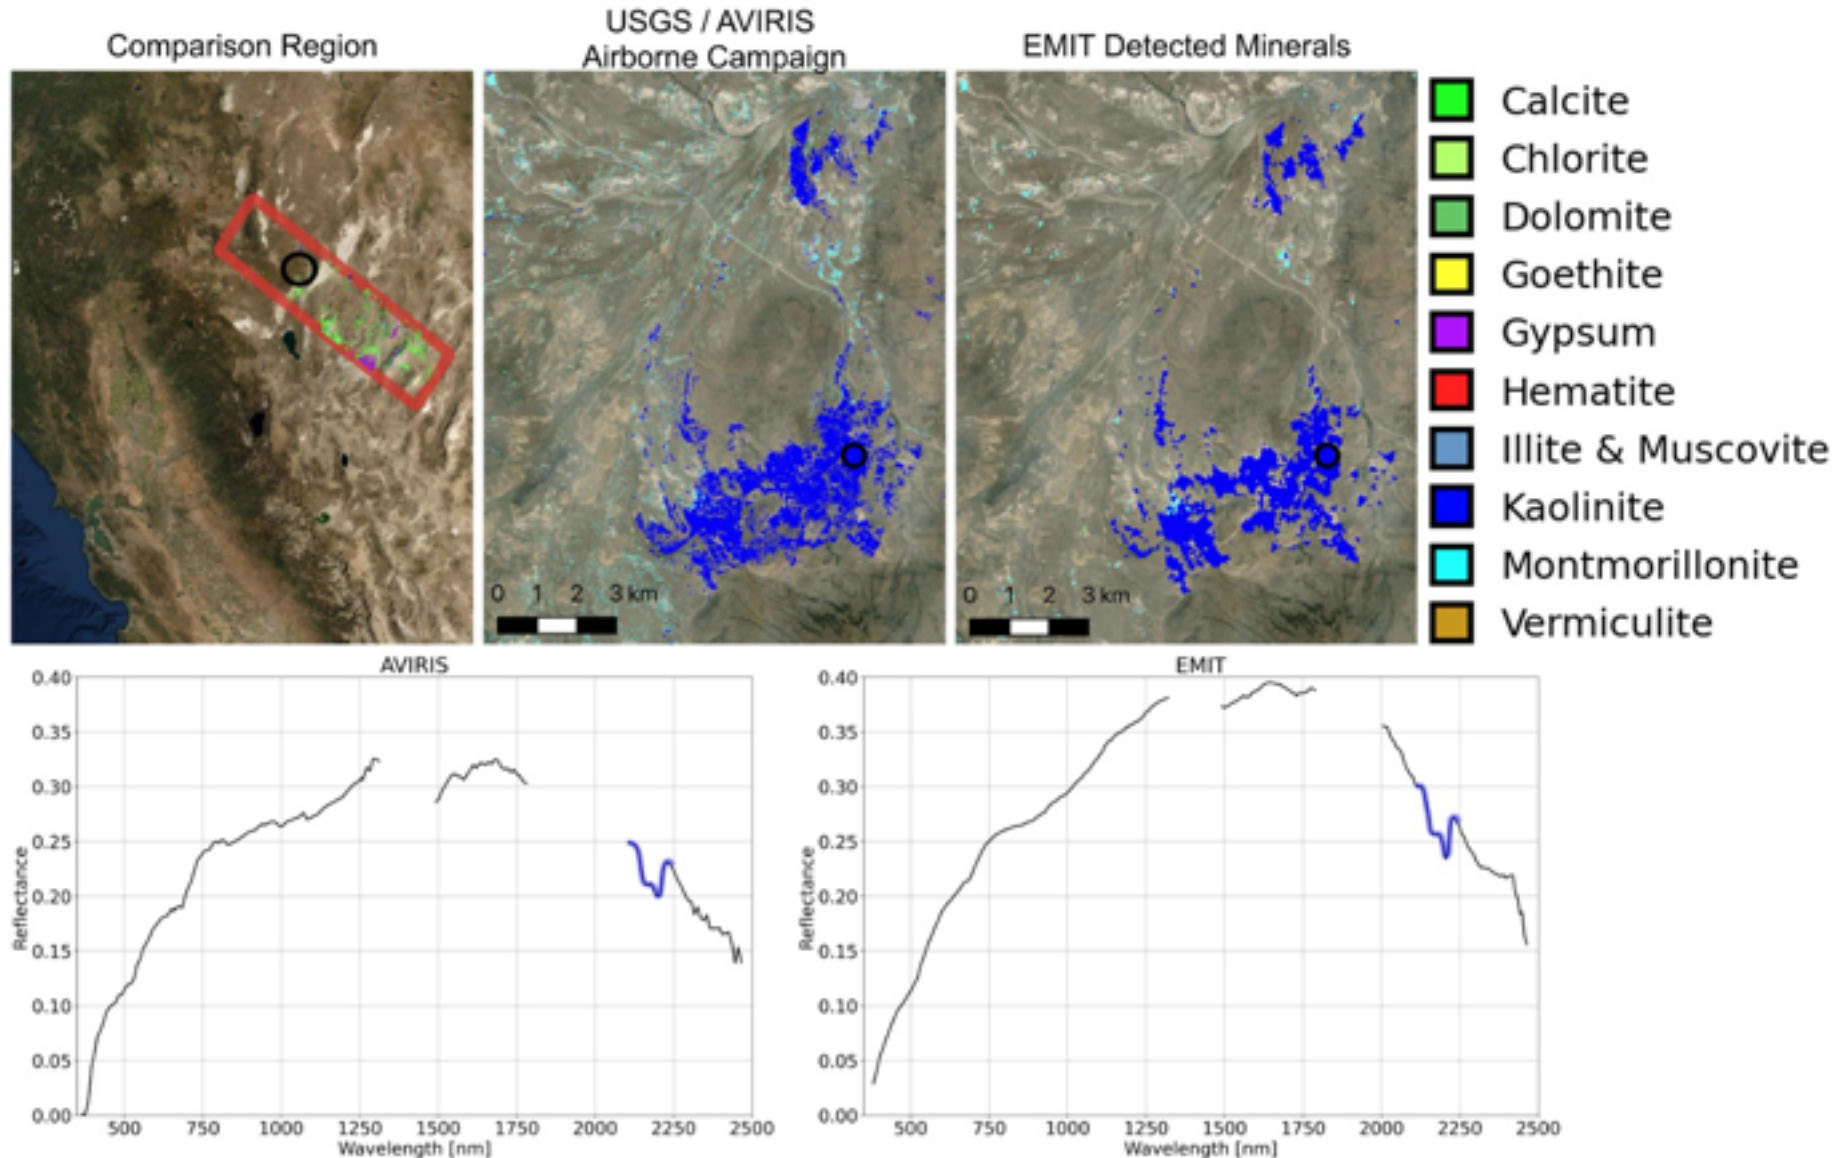 Comparison Region
USGS / AVIRIS
Airborne Campaign
EMIT Detected Minerals
Calcite
Chlorite
Dolomite
Goethite
Gypsum
Hematite
Illite & Muscovite
Kaolinite
Montmorillonite
Vermiculite
0 1 2 3 km
0 1 2 3 km
AVIRIS
0.40
0.35
0.30
0.25
0.20
0.15
0.10
0.05
0.00
Reflectance
500 750 1000 1250 1500 1750 2000 2250 2500
Wavelength [nm]
EMIT
0.40
0.35
0.30
0.25
0.20
0.15
0.10
0.05
0.00
Reflectance
500 750 1000 1250 1500 1750 2000 2250 2500
Wavelength [nm]